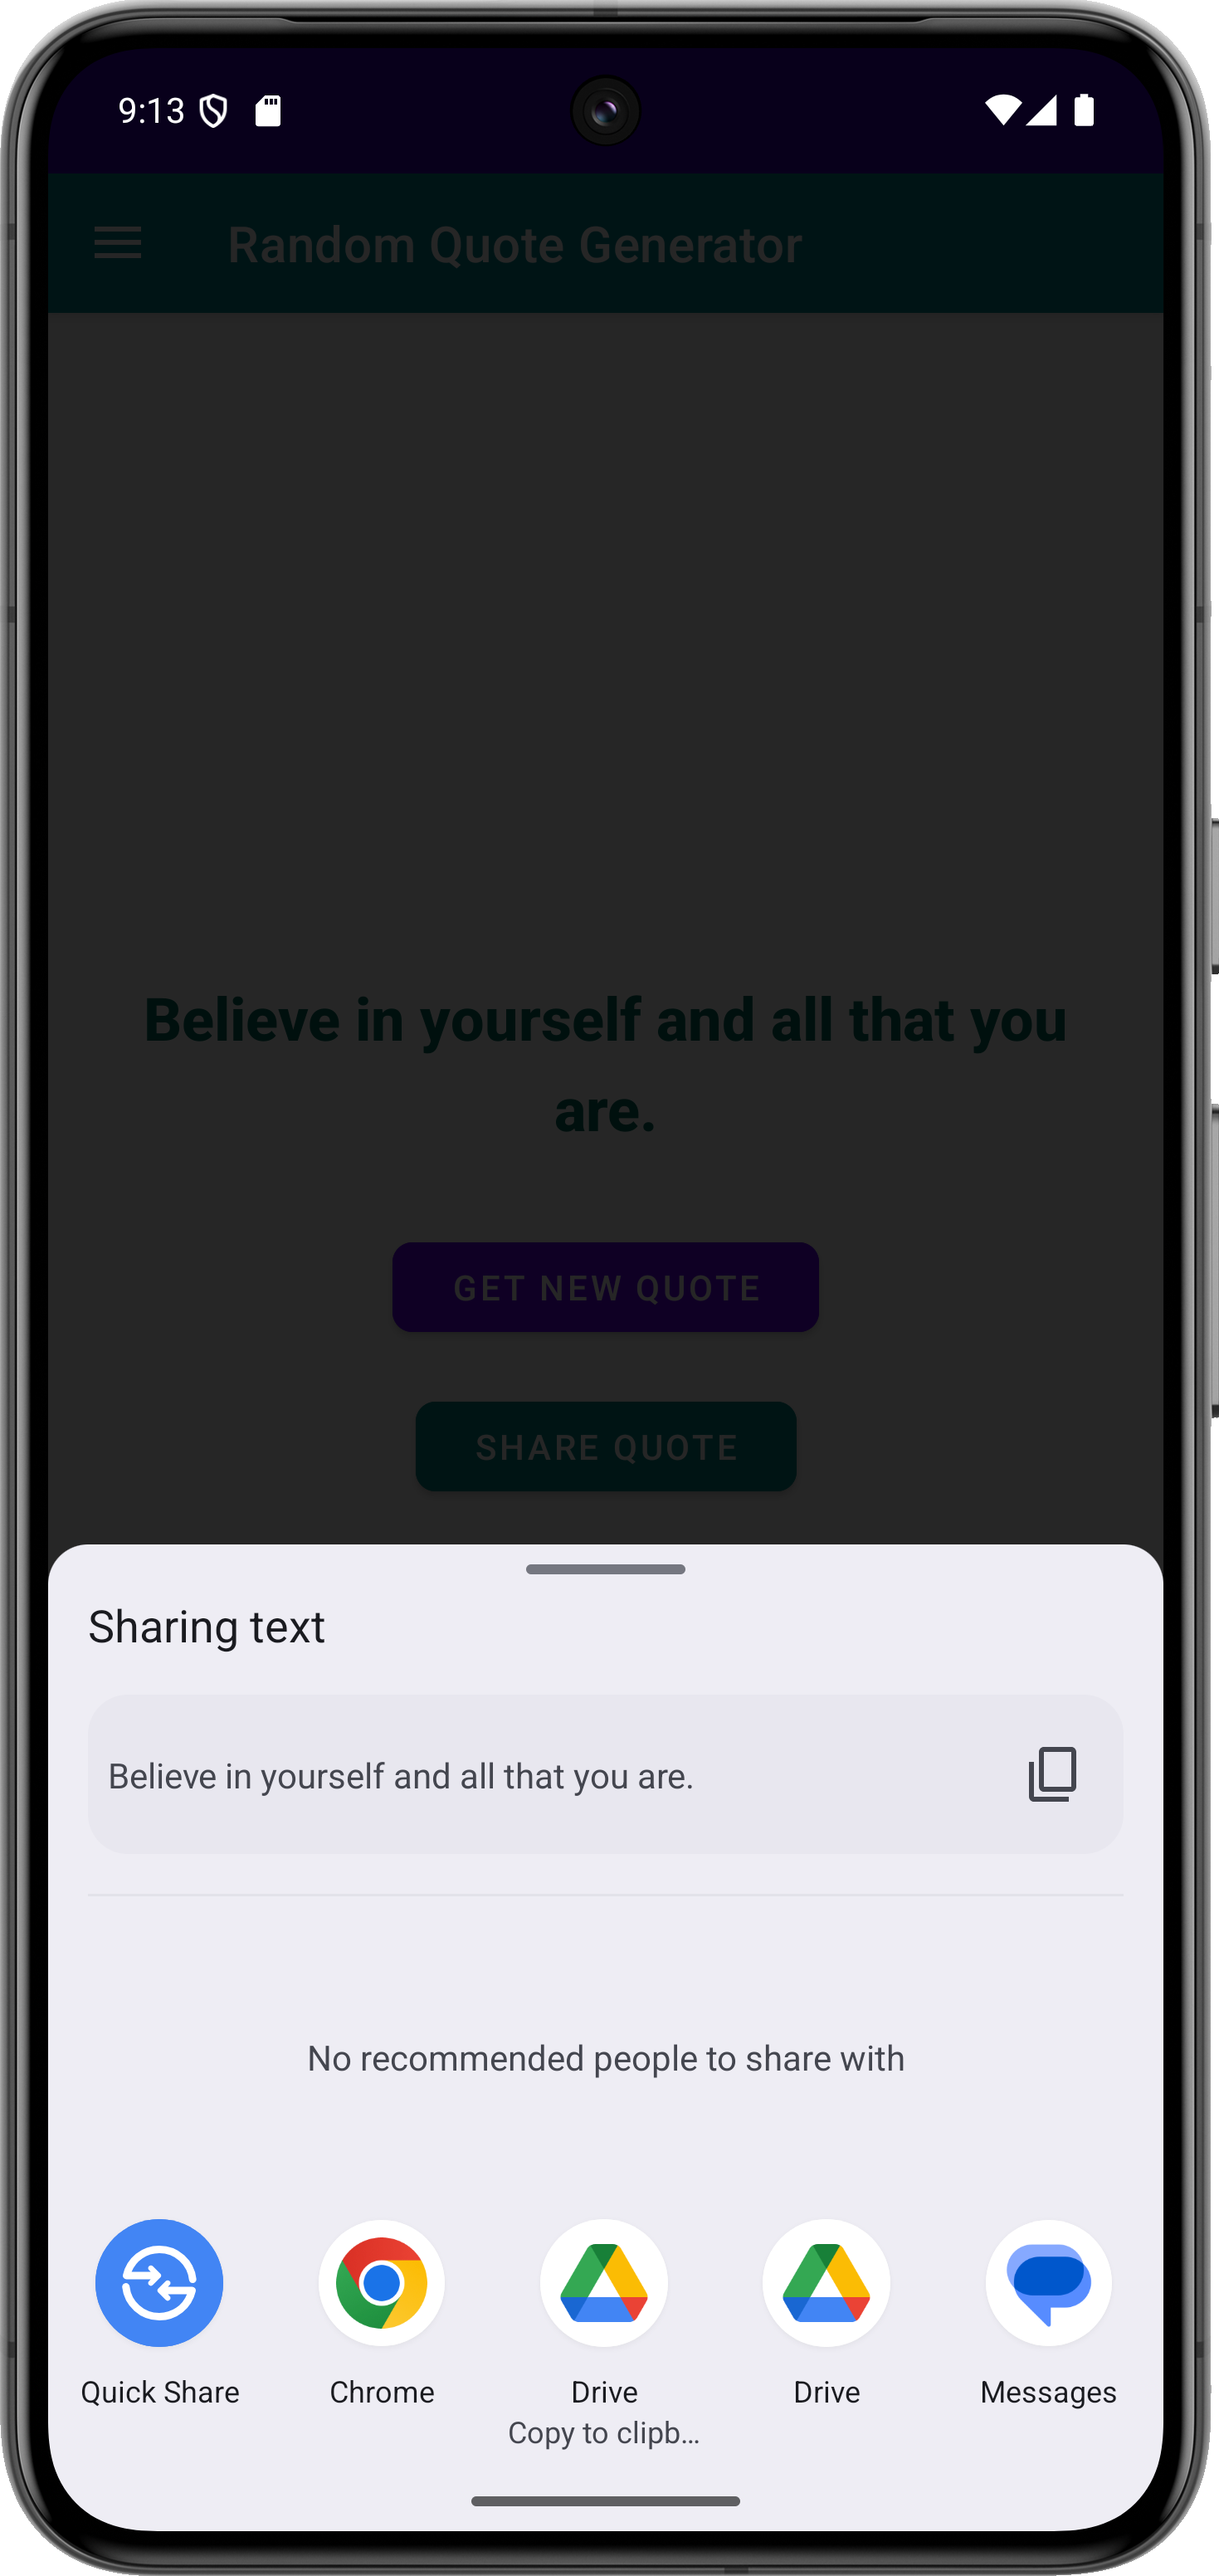 9:13
Random Quote Generator
Believe in yourself and all that you
are.
GET NEW QUOTE
SHARE QUOTE
Sharing text
Believe in yourself and all that you are.
No recommended people to share with
Quick Share
Chrome
Drive
Drive
Messages
Copy to clipb...